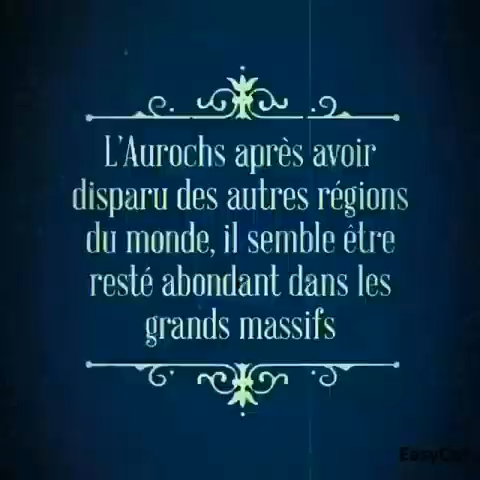 L'Aurochs après avoir
disparu des autres régions
du monde, il semble être
resté abondant dans les
grands massifs